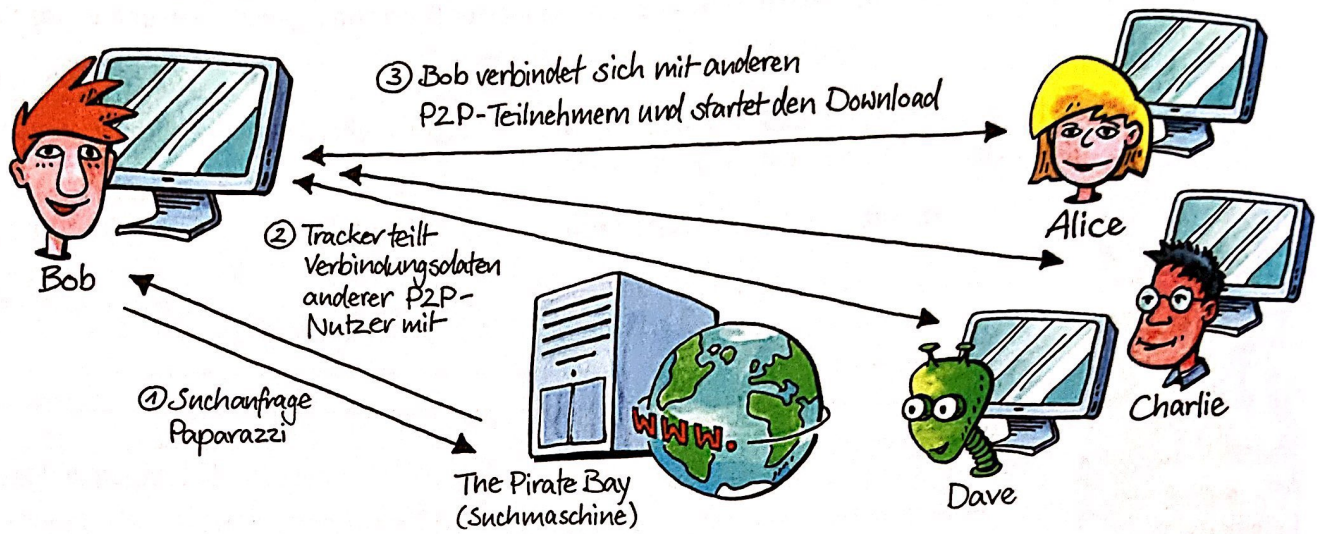 ③ Bob verbindet sich mit anderen
P2P-Teilnehmern und startet den Download
Alice
② Tracker teilt
Verbindungsdaten
anderer P2P-
Nutzer mit
Bob
① Suchanfrage
Paparazzi
www.
Charlie
The Pirate Bay
(Suchmaschine)
Dave